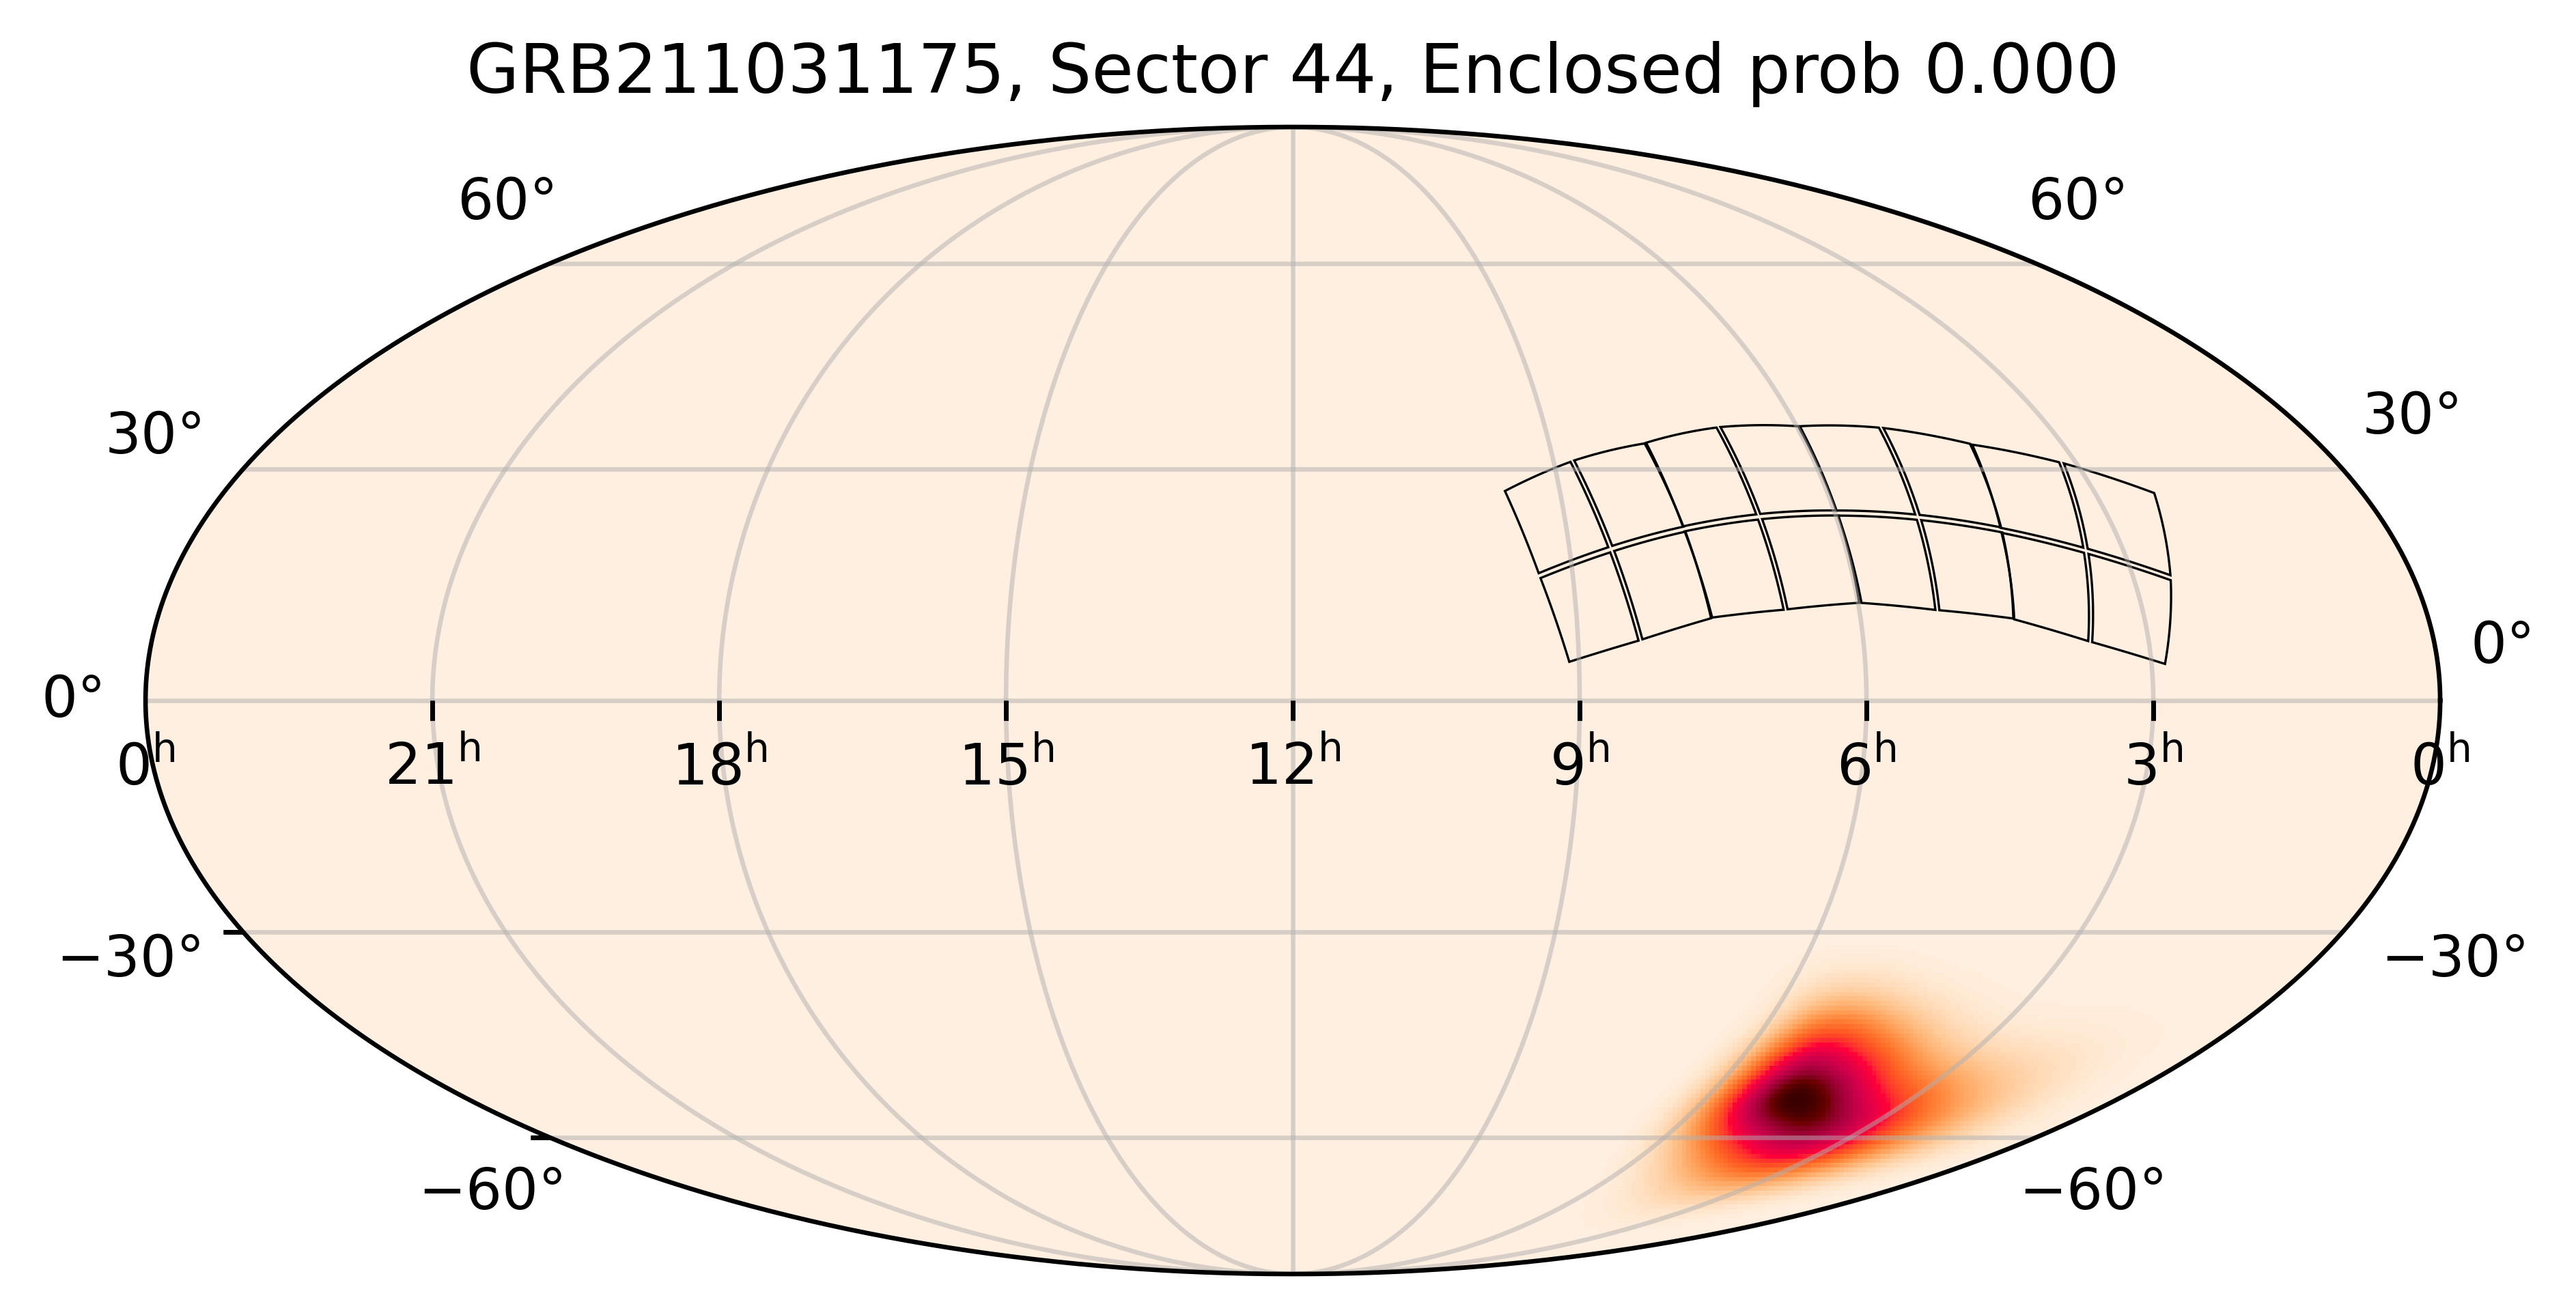 GRB211031175, Sector 44, Enclosed prob 0.000
60° 60°
30° 30°
0° 0°
0h 21h 18h 15h 12h 9h 6h 3h 0h
−30° −30°
−60° −60°